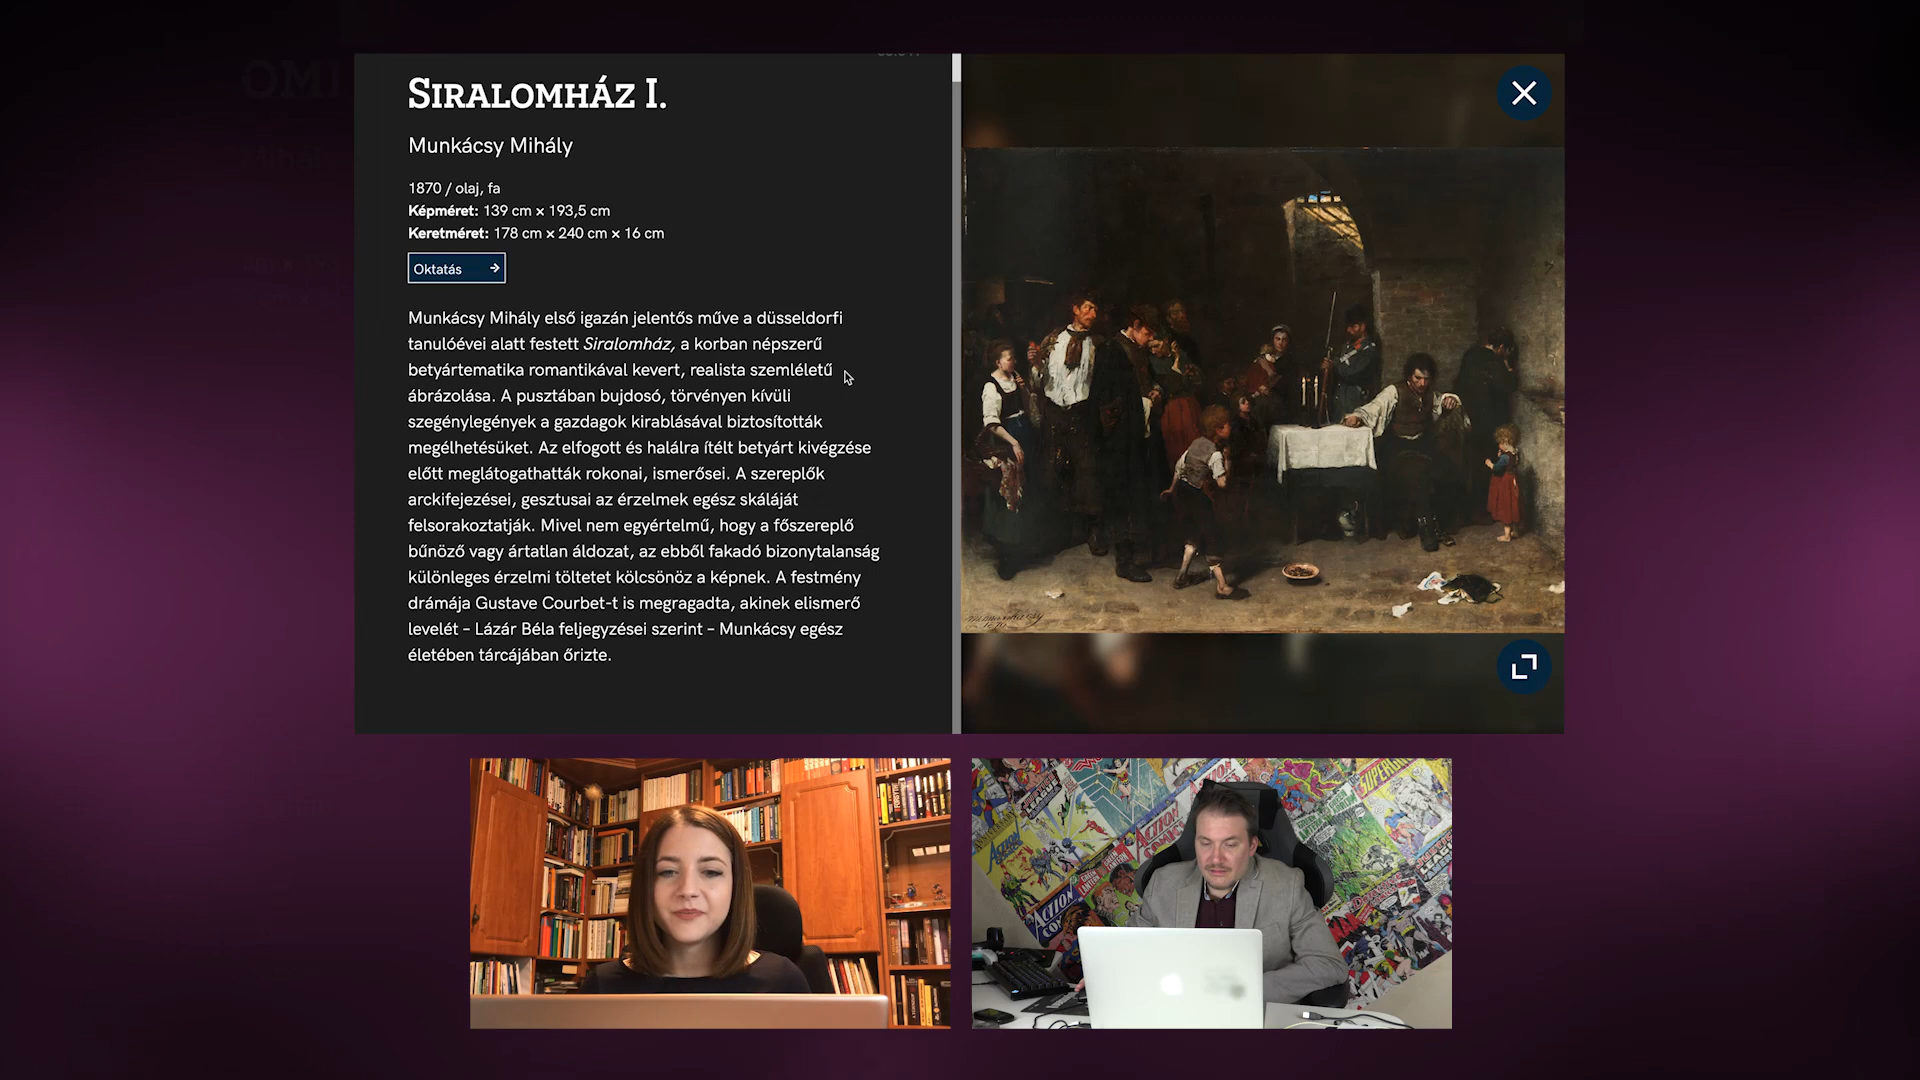 SIRALOMHÁZ I.
Munkácsy Mihály
1870 / olaj, fa
Képméret: 139 cm × 193,5 cm
Keretméret: 178 cm × 240 cm × 16 cm
Oktatás →
Munkácsy Mihály első igazán jelentős műve a düsseldorfi
tanulóévei alatt festett Siralomház, a korban népszerű
betyártematika romantikával kevert, realista szemléletű
ábrázolása. A pusztában bujdosó, törvényen kívüli
szegénylegények a gazdagok kirablásával biztosították
megélhetésüket. Az elfogott és halálra ítélt betyárt kivégzése
előtt meglátogathatták rokonai, ismerősei. A szereplők
arckifejezései, gesztusai az érzelmek egész skáláját
felsorakoztatják. Mivel nem egyértelmű, hogy a főszereplő
bűnöző vagy ártatlan áldozat, az ebből fakadó bizonytalanság
különleges érzelmi töltetet kölcsönöz a képnek. A festmény
drámája Gustave Courbet-t is megragadta, akinek elismerő
levelét – Lázár Béla feljegyzései szerint – Munkácsy egész
életében tárcájában őrizte.
ACTION
ACTION
ACTION